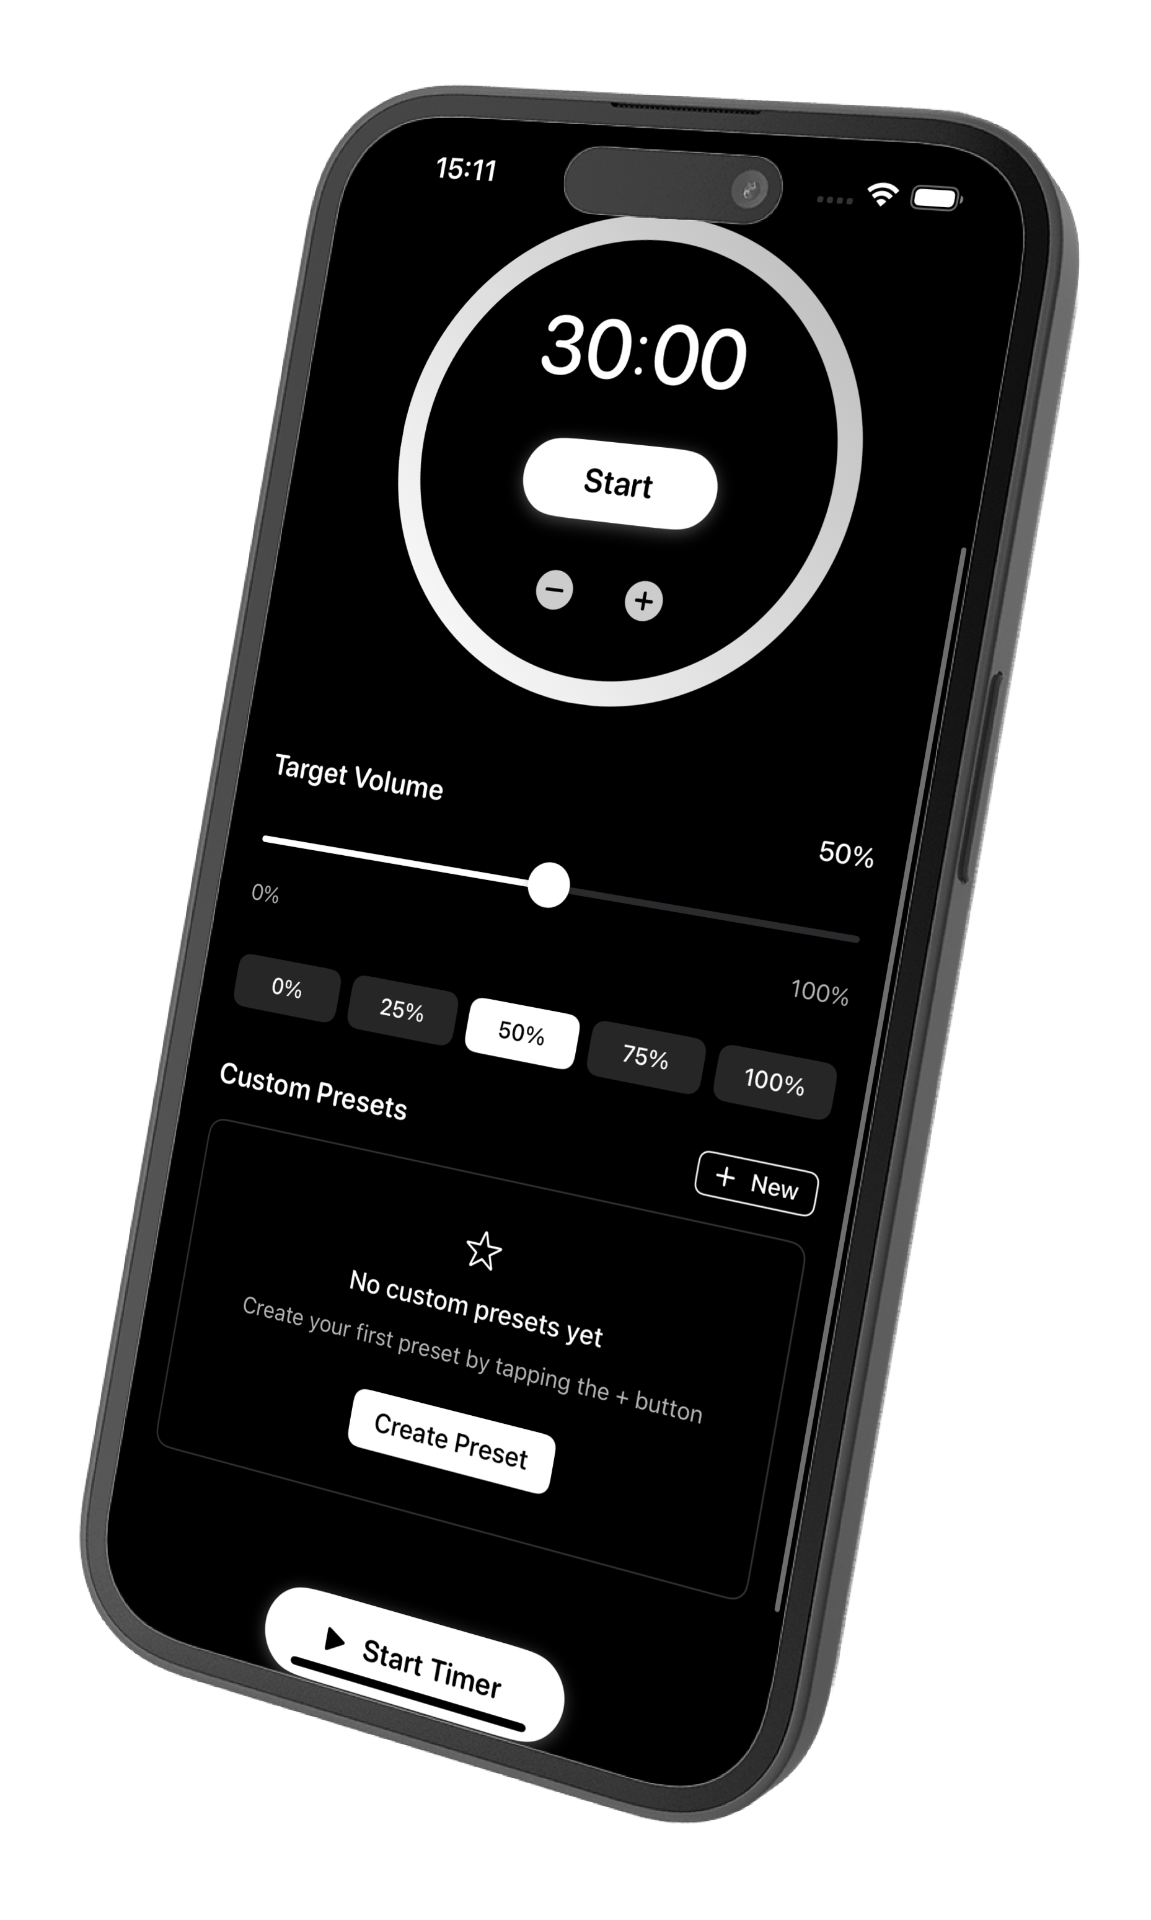 15:11
30:00
Start
Target Volume
50%
0%
100%
0% 25% 50% 75% 100%
Custom Presets
+ New
No custom presets yet
Create your first preset by tapping the + button
Create Preset
Start Timer